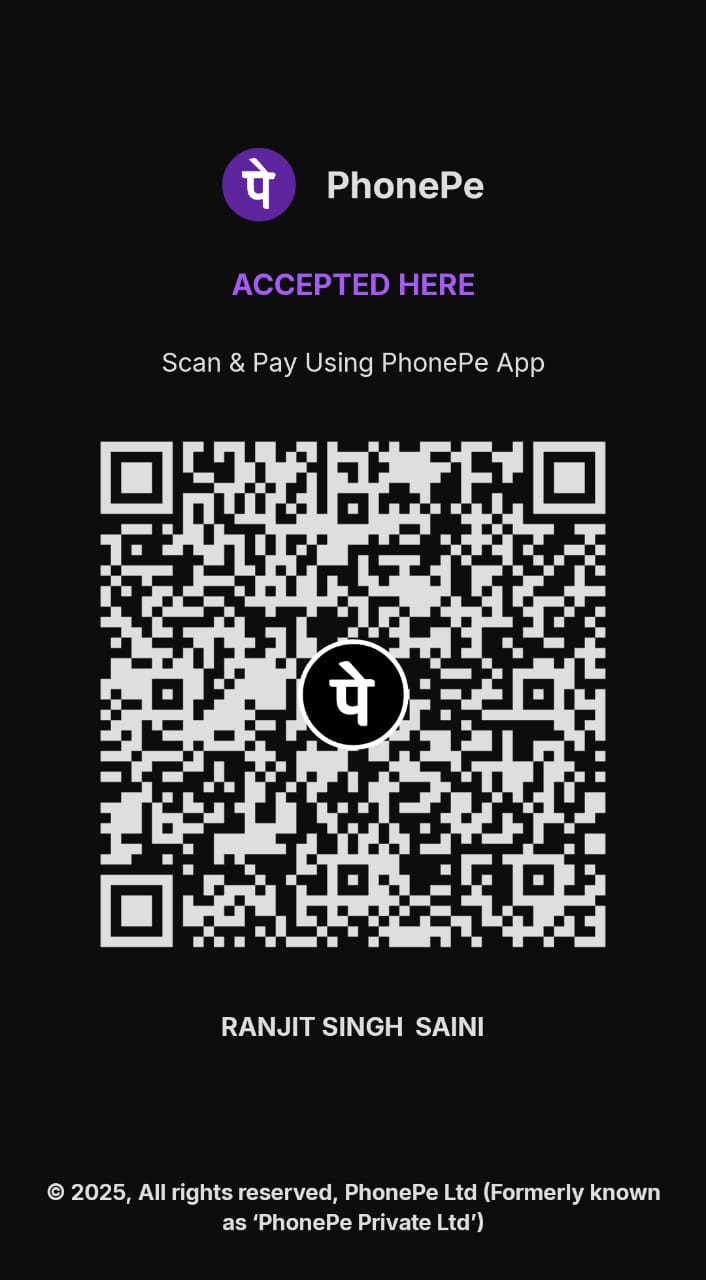 पे PhonePe
ACCEPTED HERE
Scan & Pay Using PhonePe App
पे
RANJIT SINGH  SAINI
© 2025, All rights reserved, PhonePe Ltd (Formerly known
as ‘PhonePe Private Ltd’)